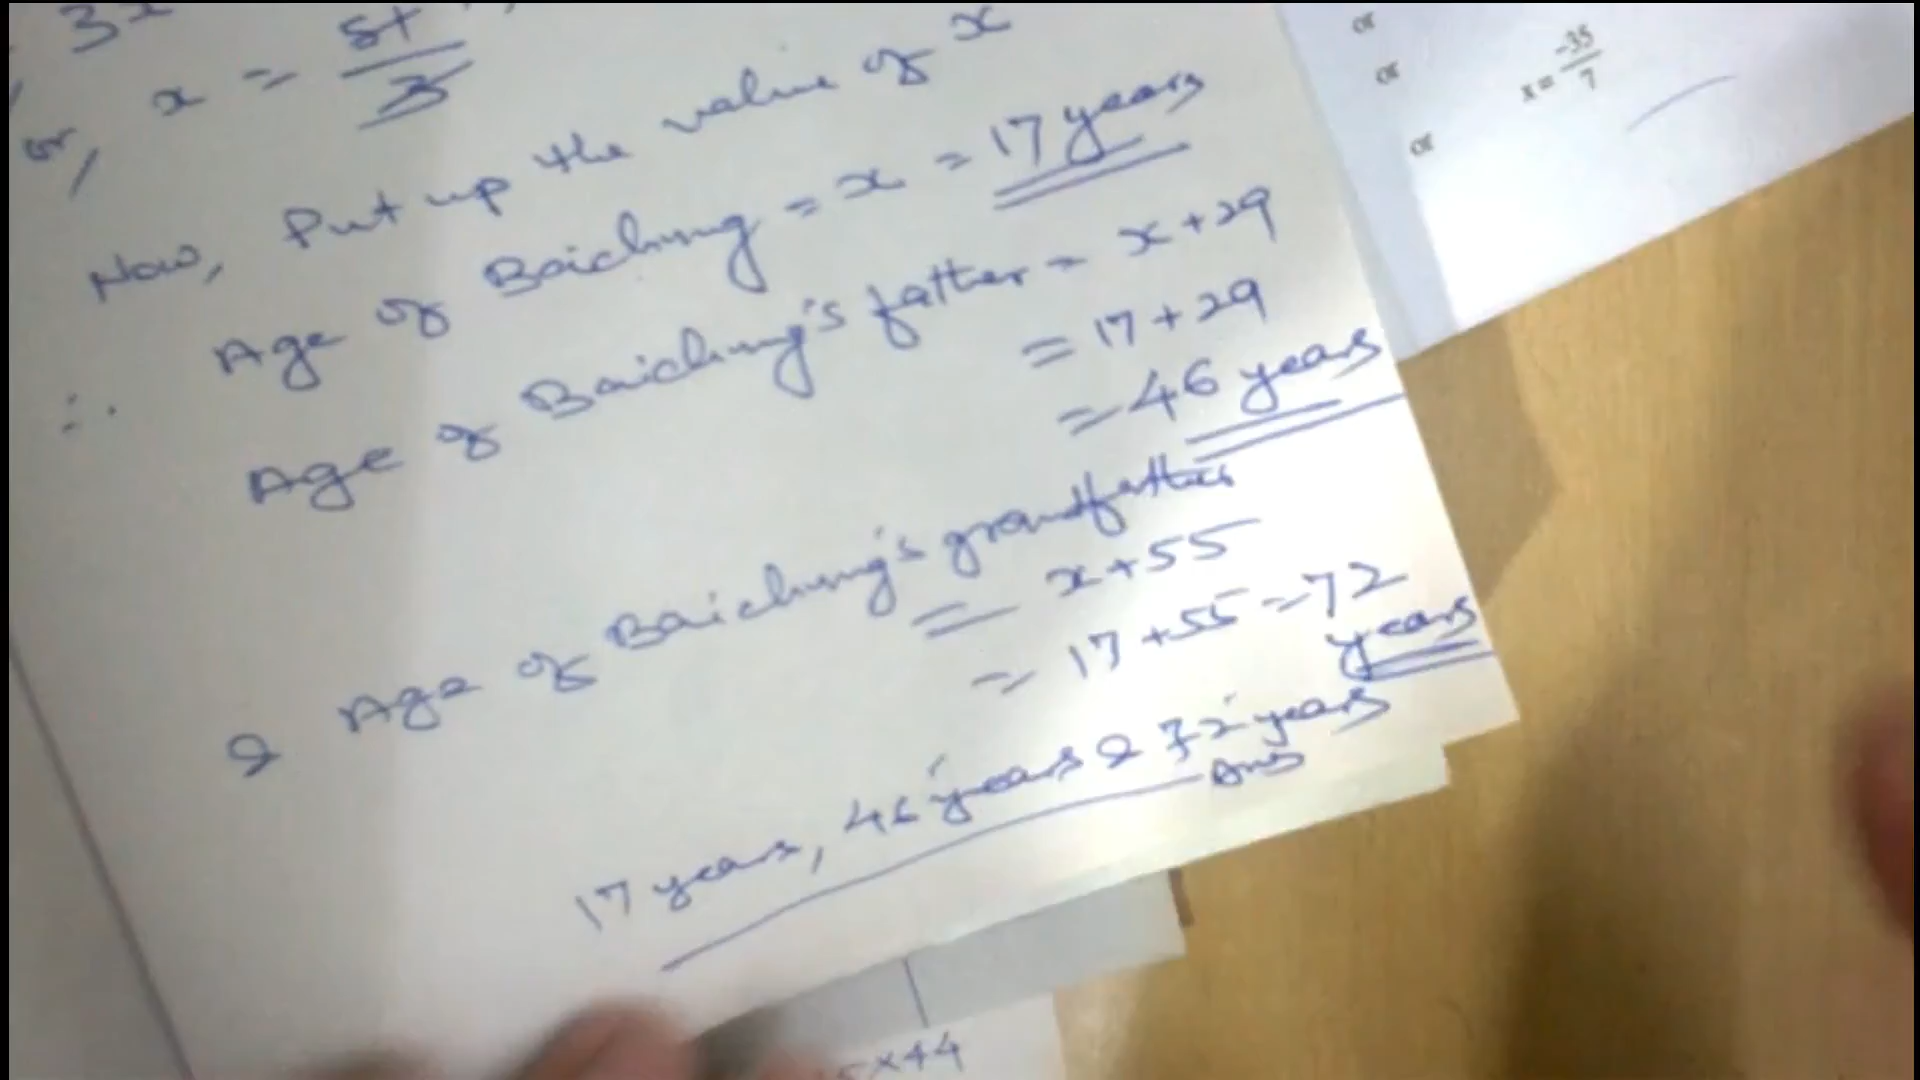 3x
or, x = 51/3
Now, Put up the value of x
∴ Age of Baichung = x = 17 years
Age of Baichung's father = x + 29
= 17 + 29
= 46 years
& Age of Baichung's grandfather
= x + 55
= 17 + 55 = 72
years
17 years, 46 years & 72 years
Ans
or
or x = -35/7
or
×44